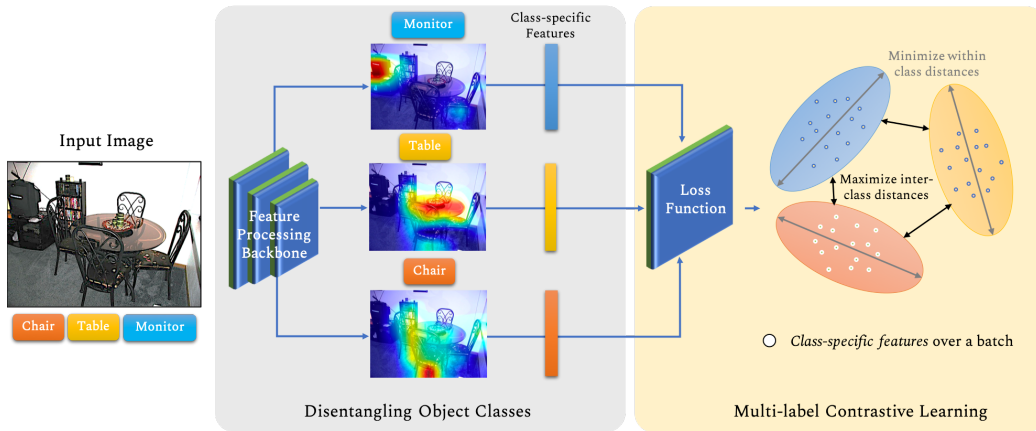 Input Image
Chair
Table
Monitor
Monitor
Class-specific
Features
Table
Chair
Feature
Processing
Backbone
Disentangling Object Classes
Loss
Function
Minimize within
class distances
Maximize inter-
class distances
Class-specific features over a batch
Multi-label Contrastive Learning